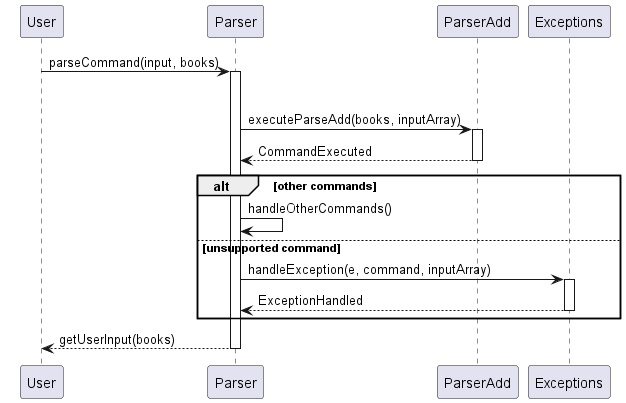 User Parser ParserAdd Exceptions
parseCommand(input, books)
executeParseAdd(books, inputArray)
CommandExecuted
alt [other commands]
handleOtherCommands()
[unsupported command]
handleException(e, command, inputArray)
ExceptionHandled
getUserInput(books)
User Parser ParserAdd Exceptions